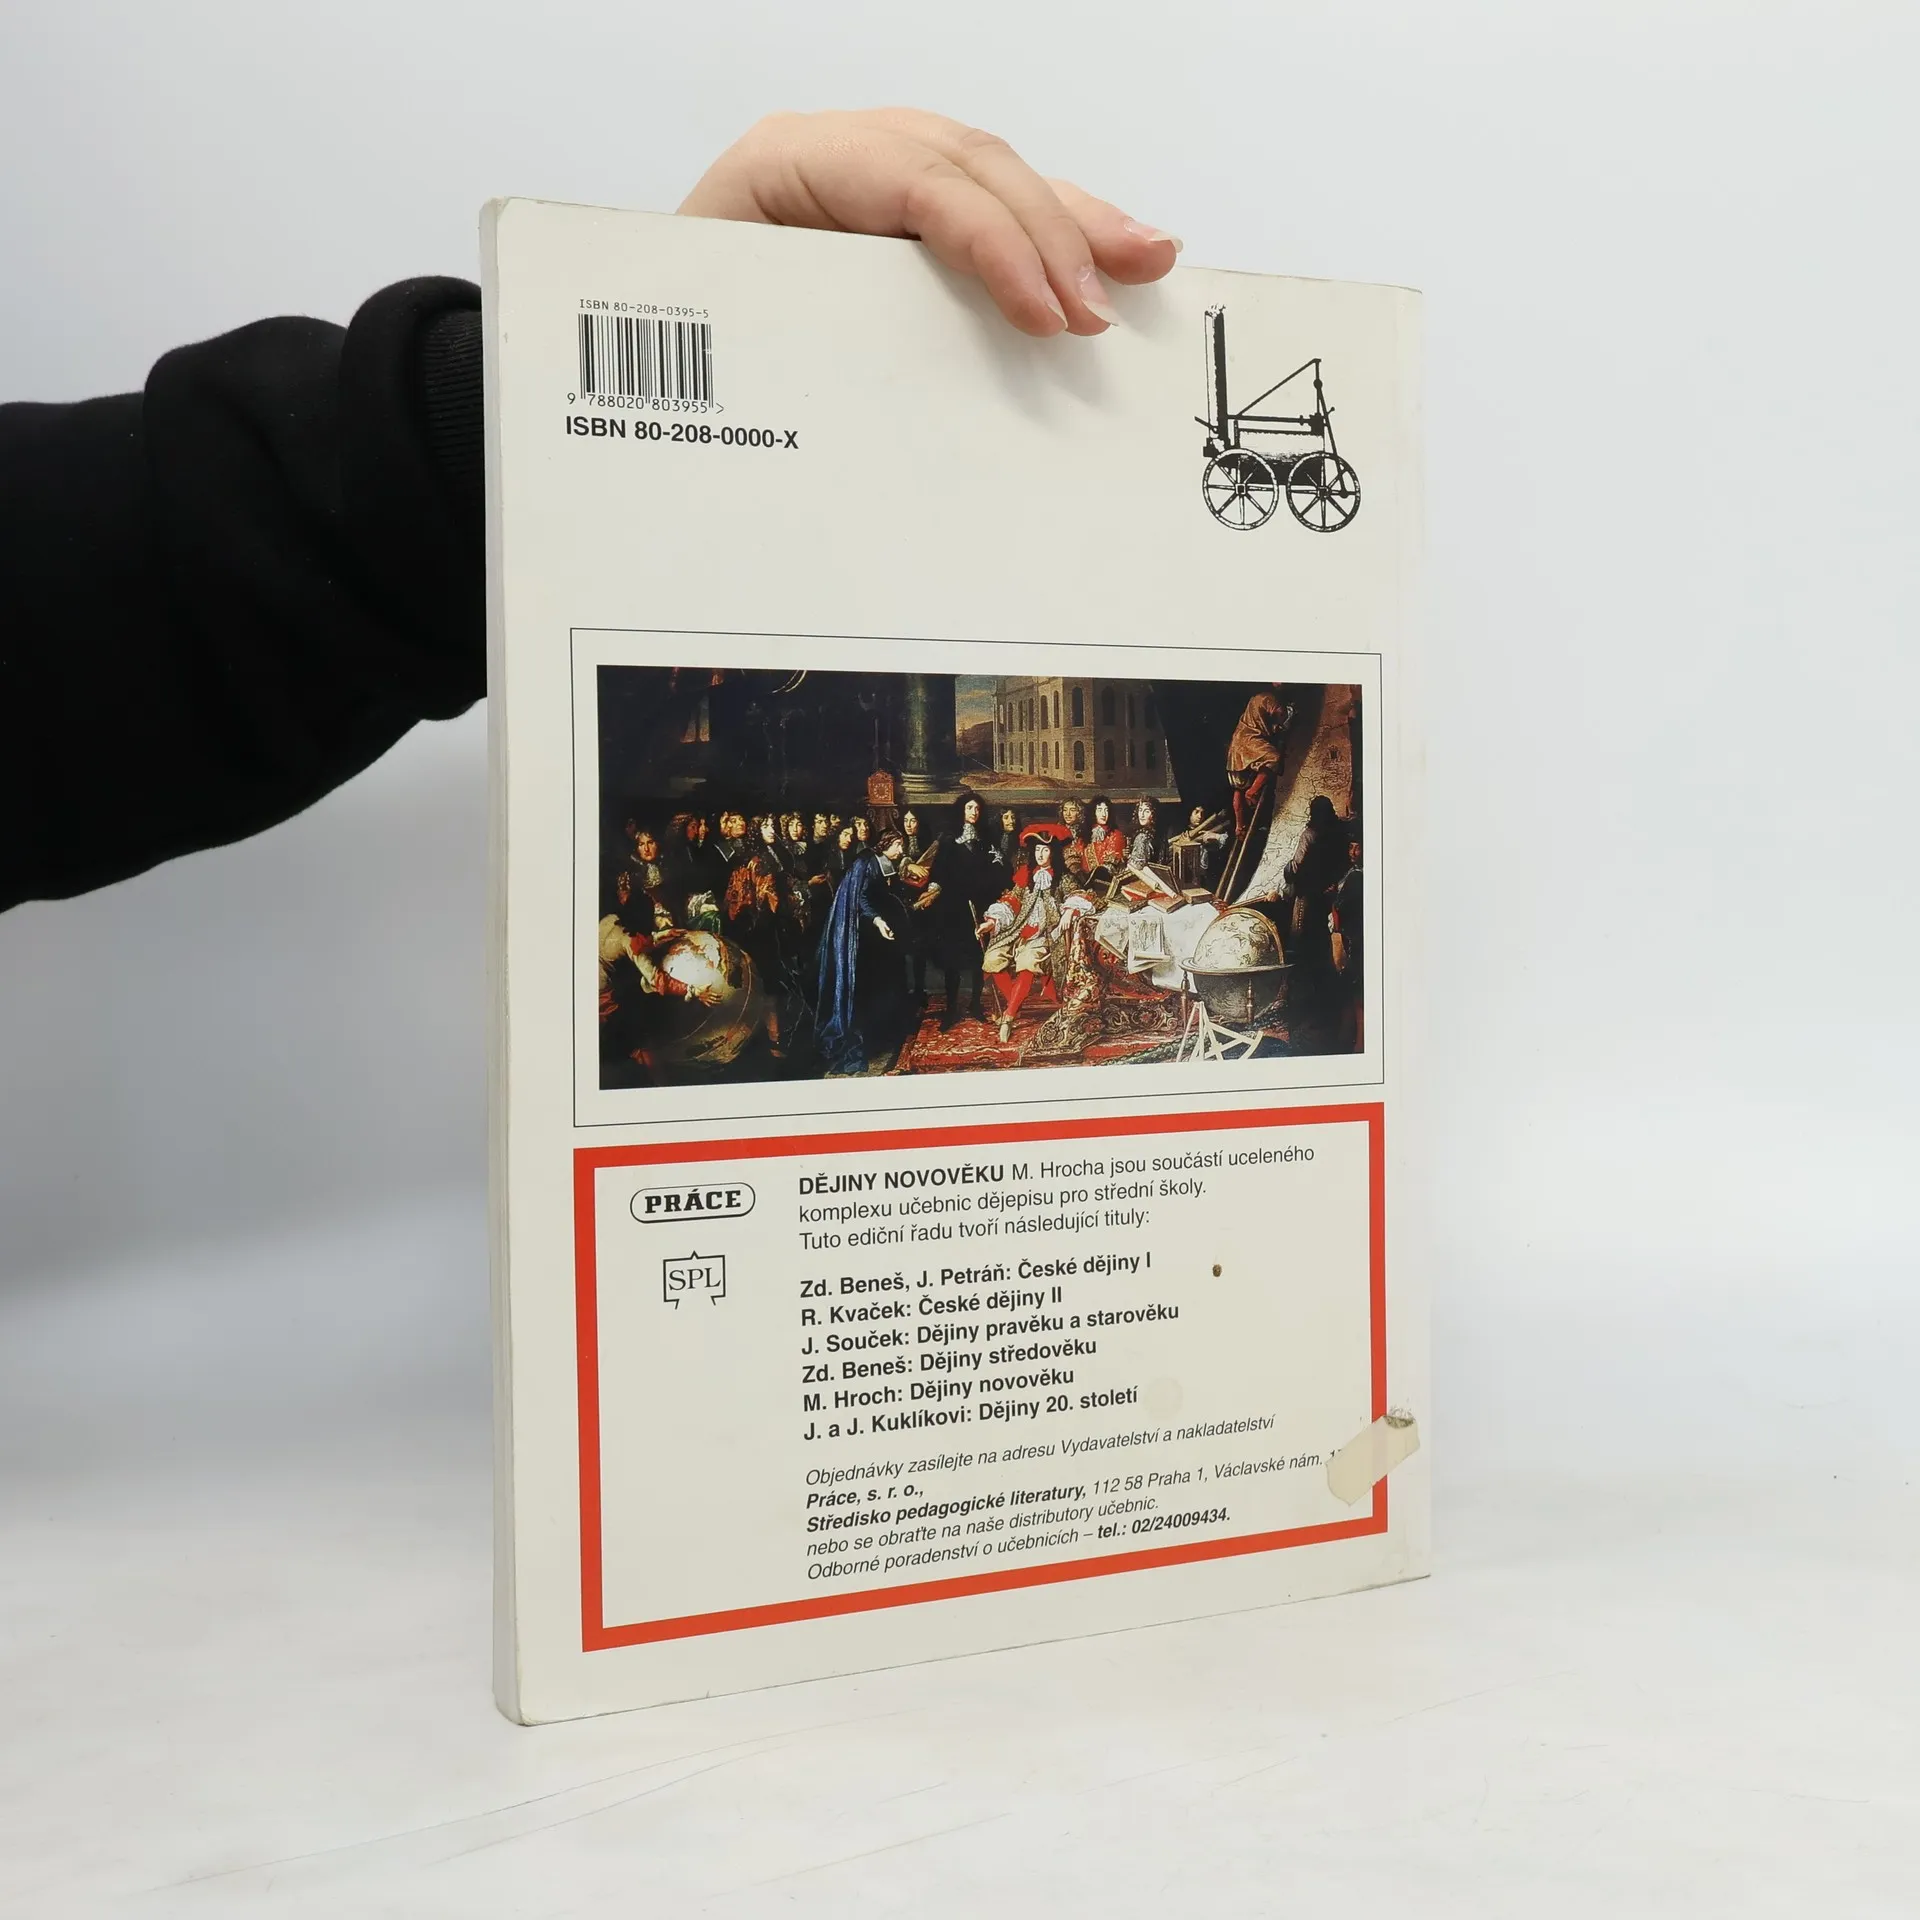 ISBN 80-208-0395-5
9 788020 803955 >
ISBN 80-208-0000-X
PRÁCE
SPL
DĚJINY NOVOVĚKU M. Hrocha jsou součástí uceleného
komplexu učebnic dějepisu pro střední školy.
Tuto ediční řadu tvoří následující tituly:
Zd. Beneš, J. Petráň: České dějiny I
R. Kvaček: České dějiny II
J. Souček: Dějiny pravěku a starověku
Zd. Beneš: Dějiny středověku
M. Hroch: Dějiny novověku
J. a J. Kuklíkovi: Dějiny 20. století
Objednávky zasílejte na adresu Vydavatelství a nakladatelství
Práce, s. r. o.,
Středisko pedagogické literatury, 112 58 Praha 1, Václavské nám.
nebo se obraťte na naše distributory učebnic.
Odborné poradenství o učebnicích – tel.: 02/24009434.